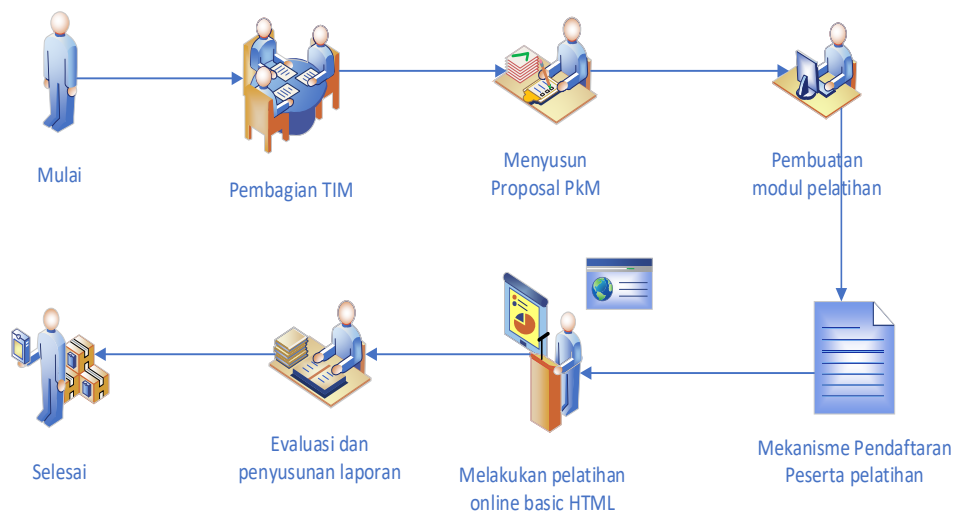 Mulai
Pembagian TIM
Menyusun
Proposal PkM
Pembuatan
modul pelatihan
Mekanisme Pendaftaran
Peserta pelatihan
Melakukan pelatihan
online basic HTML
Evaluasi dan
penyusunan laporan
Selesai